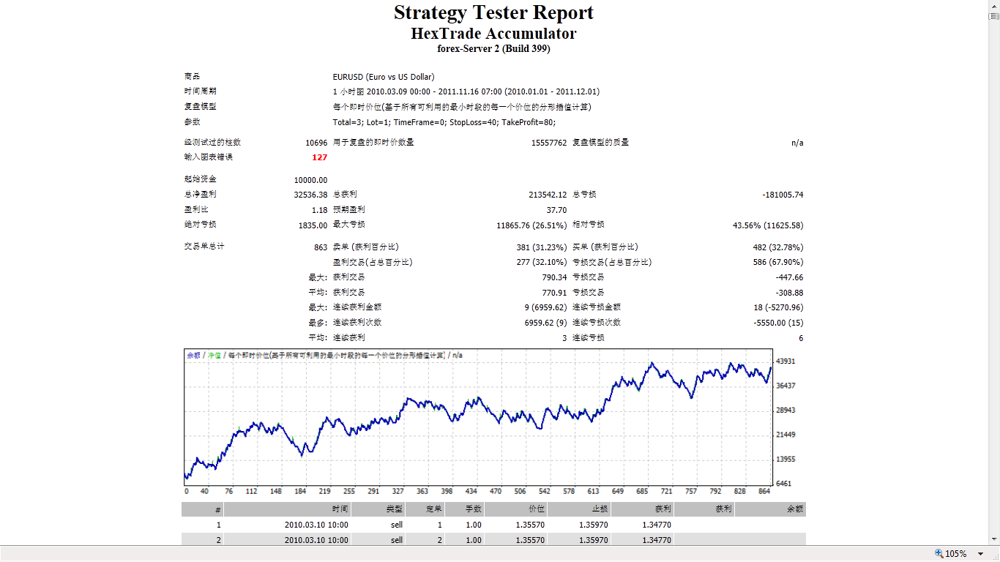 Strategy Tester Report
HexTrade Accumulator
forex-Server 2 (Build 399)
商品 EURUSD (Euro vs US Dollar)
时间周期 1 小时图 2010.03.09 00:00 - 2011.11.16 07:00 (2010.01.01 - 2011.12.01)
复盘模型 每个即时价位(基于所有可利用的最小时段的每一个价位的分形插值计算)
参数 Total=3; Lot=1; TimeFrame=0; StopLoss=40; TakeProfit=80;
经测试过的柱数 10696 用于复盘的即时价数量 15557762 复盘模型的质量 n/a
输入图表错误 127
起始资金 10000.00
总净盈利 32536.38 总获利 213542.12 总亏损 -181005.74
盈利比 1.18 预期盈利 37.70
绝对亏损 1835.00 最大亏损 11865.76 (26.51%) 相对亏损 43.56% (11625.58)
交易单总计 863 卖单 (获利百分比) 381 (31.23%) 买单 (获利百分比) 482 (32.78%)
盈利交易(占总百分比) 277 (32.10%) 亏损交易(占总百分比) 586 (67.90%)
最大: 获利交易 790.34 亏损交易 -447.66
平均: 获利交易 770.91 亏损交易 -308.88
最大: 连续获利金额 9 (6959.62) 连续亏损金额 18 (-5270.96)
最多: 连续获利次数 6959.62 (9) 连续亏损次数 -5550.00 (15)
平均: 连续获利 3 连续亏损 6
余额 / 净值 / 每个即时价位(基于所有可利用的最小时段的每一个价位的分形插值计算) / n/a
43931
36437
28943
21449
13955
6461
0 40 76 112 148 184 219 255 291 327 363 398 434 470 506 542 578 613 649 685 721 757 792 828 864
# 时间 类型 定单 手数 价位 止损 获利 获利 余额
1 2010.03.10 10:00 sell 1 1.00 1.35570 1.35970 1.34770
2 2010.03.10 10:00 sell 2 1.00 1.35570 1.35970 1.34770
105%